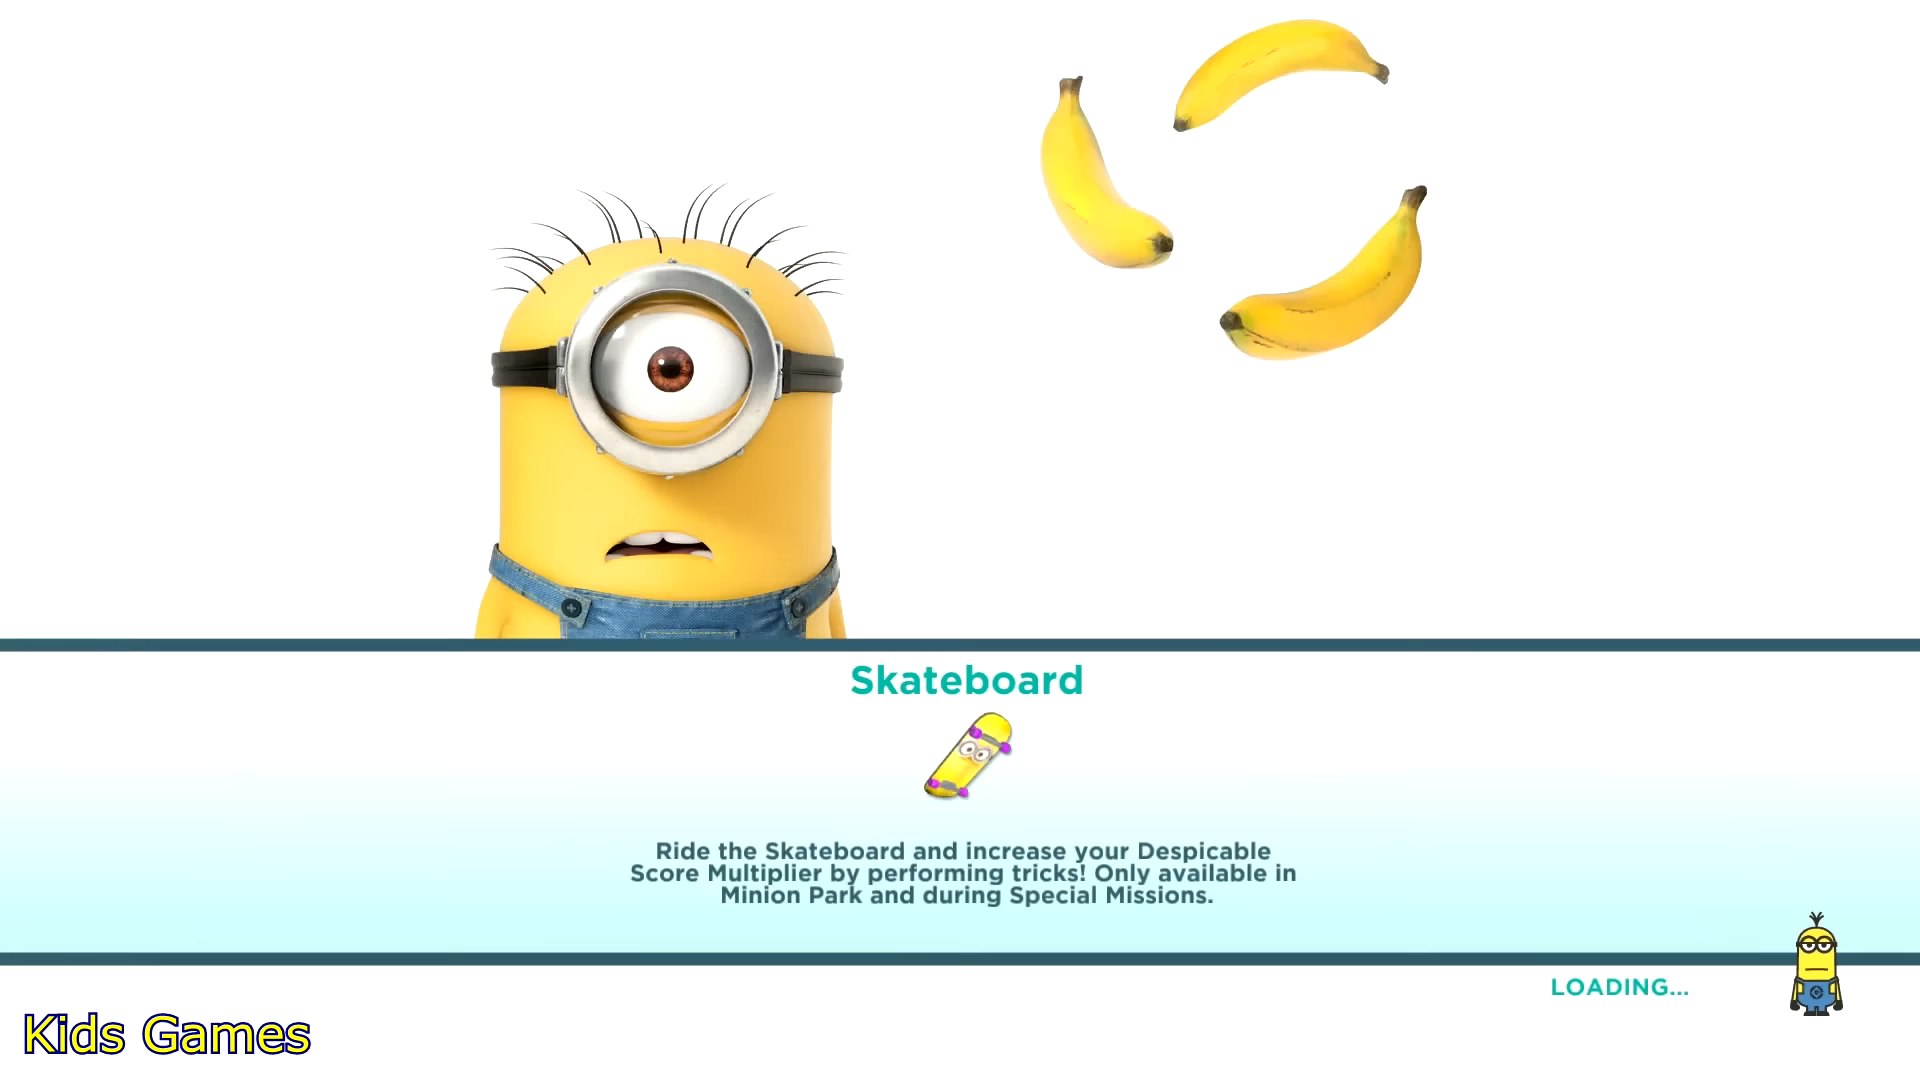 Skateboard
Ride the Skateboard and increase your Despicable
Score Multiplier by performing tricks! Only available in
Minion Park and during Special Missions.
LOADING...
Kids Games